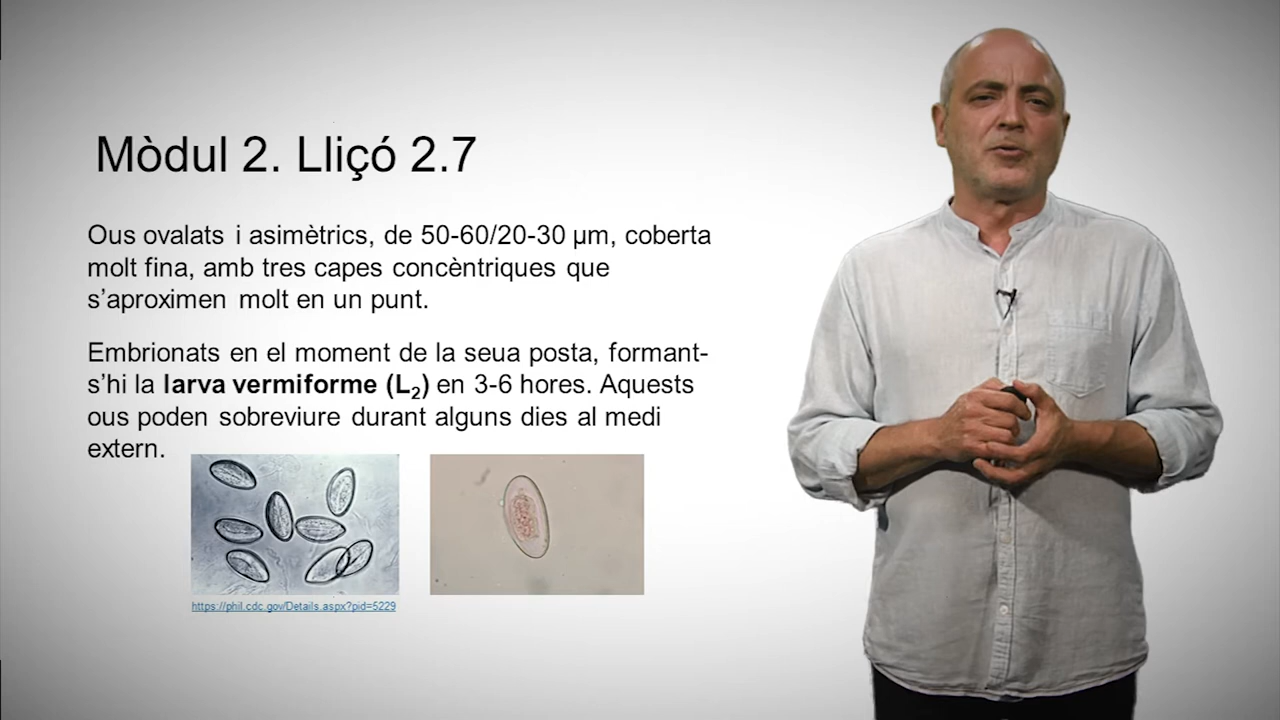 Mòdul 2. Lliçó 2.7
Ous ovalats i asimètrics, de 50-60/20-30 µm, coberta
molt fina, amb tres capes concèntriques que
s’aproximen molt en un punt.
Embrionats en el moment de la seua posta, formant-
s’hi la larva vermiforme (L₂) en 3-6 hores. Aquests
ous poden sobreviure durant alguns dies al medi
extern.
https://phil.cdc.gov/Details.aspx?pid=5229